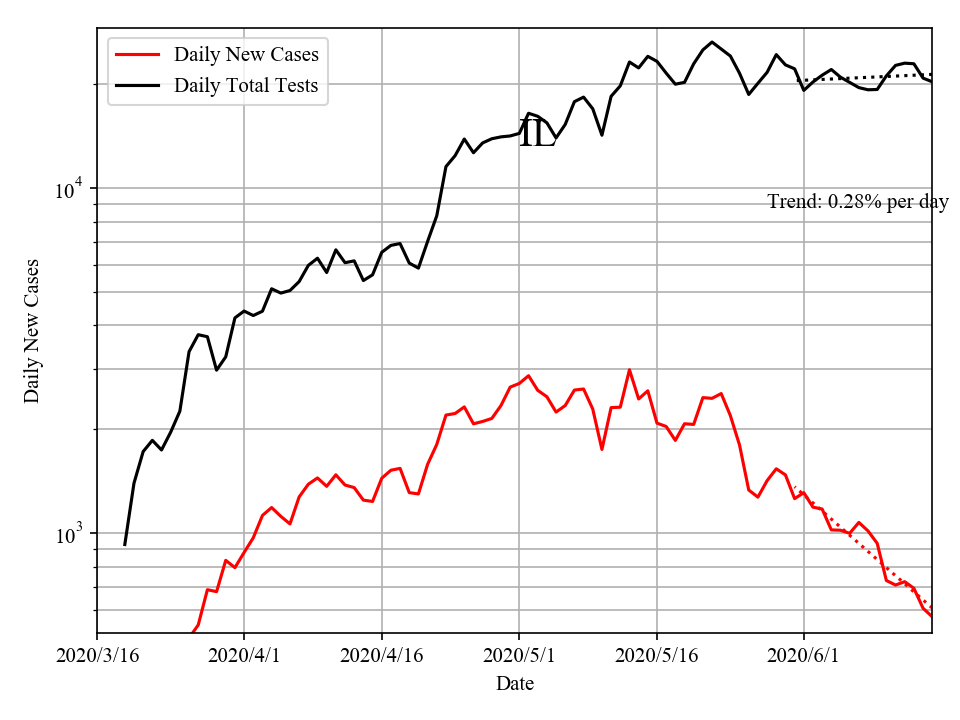 Daily New Cases
Daily Total Tests
IL
Trend: 0.28% per day
10^4
10^3
Daily New Cases
2020/3/16 2020/4/1 2020/4/16 2020/5/1 2020/5/16 2020/6/1
Date